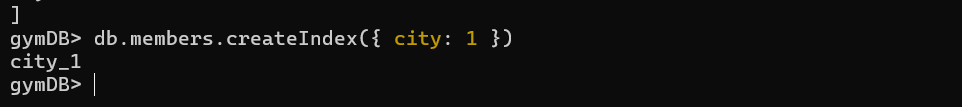 ]
gymDB> db.members.createIndex({ city: 1 })
city_1
gymDB>